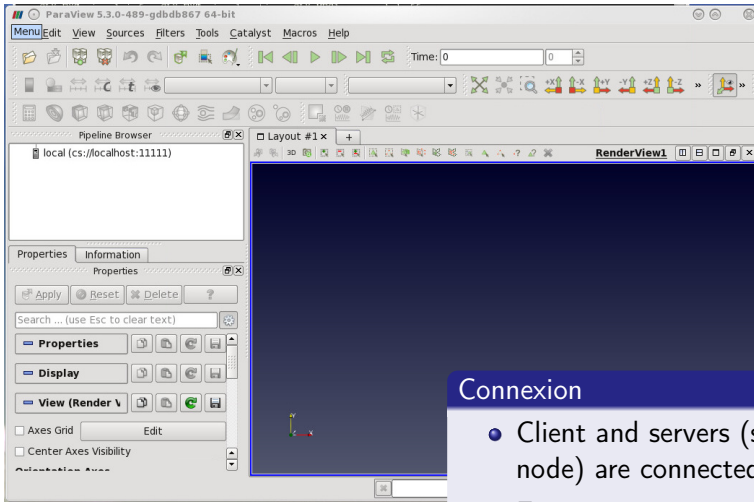 ParaView 5.3.0-489-gdbdb867 64-bit
Menu Edit View Sources Filters Tools Catalyst Macros Help
Time: 0 0
+X -X +Y -Y +Z -Z »
Pipeline Browser
Layout #1 × +
local (cs://localhost:11111)
3D RenderView1
Properties Information
Properties
Apply Reset Delete ?
Search ... (use Esc to clear text)
Properties
Display
View (Render V
Axes Grid Edit
Center Axes Visibility
Connexion
Client and servers (s
node) are connected